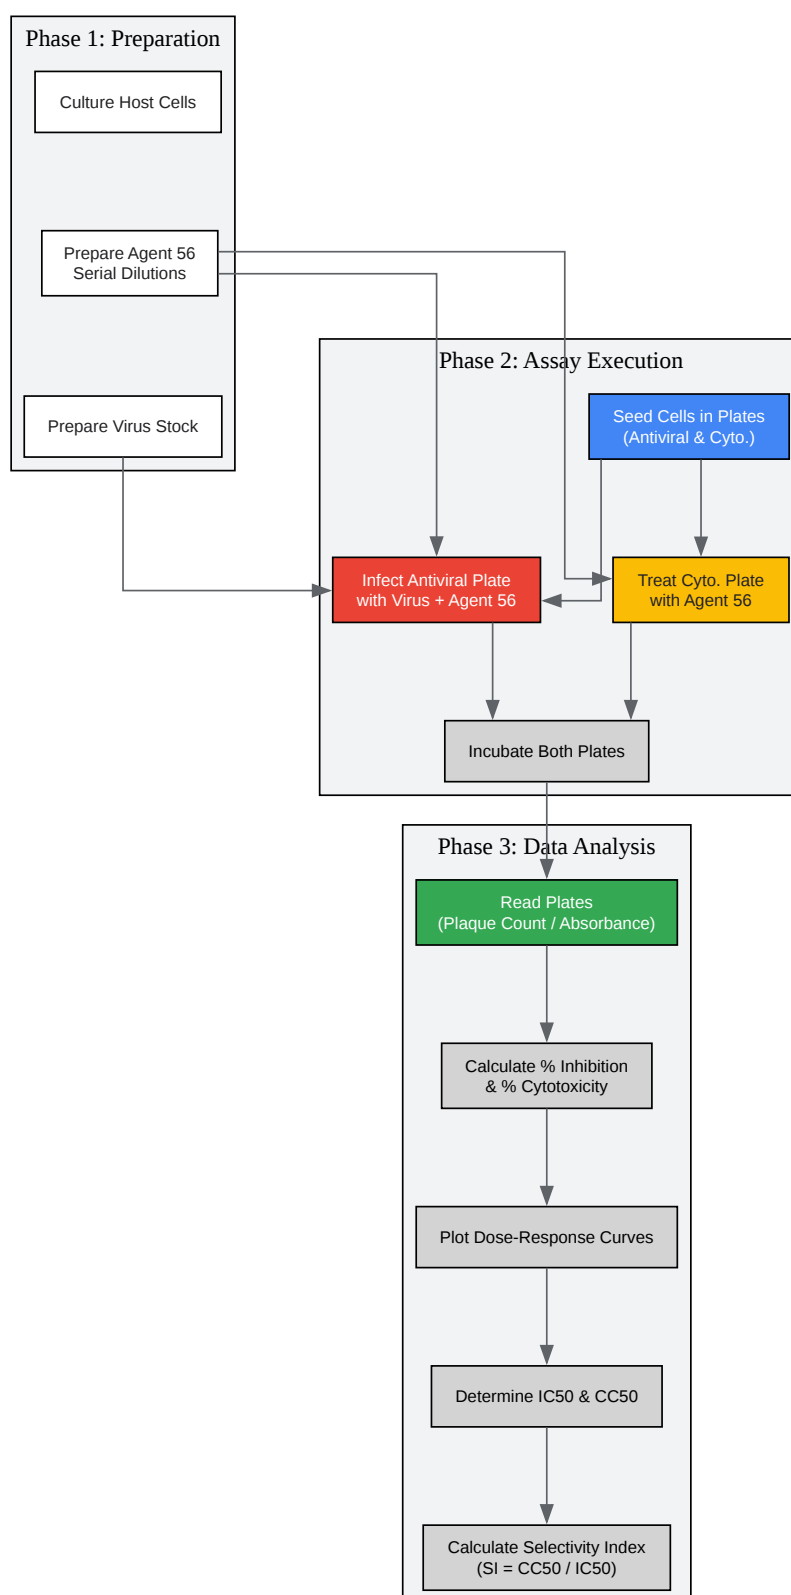 Phase 1: Preparation
Culture Host Cells
Prepare Agent 56
Serial Dilutions
Prepare Virus Stock
Phase 2: Assay Execution
Seed Cells in Plates
(Antiviral & Cyto.)
Infect Antiviral Plate
with Virus + Agent 56
Treat Cyto. Plate
with Agent 56
Incubate Both Plates
Phase 3: Data Analysis
Read Plates
(Plaque Count / Absorbance)
Calculate % Inhibition
& % Cytotoxicity
Plot Dose-Response Curves
Determine IC50 & CC50
Calculate Selectivity Index
(SI = CC50 / IC50)